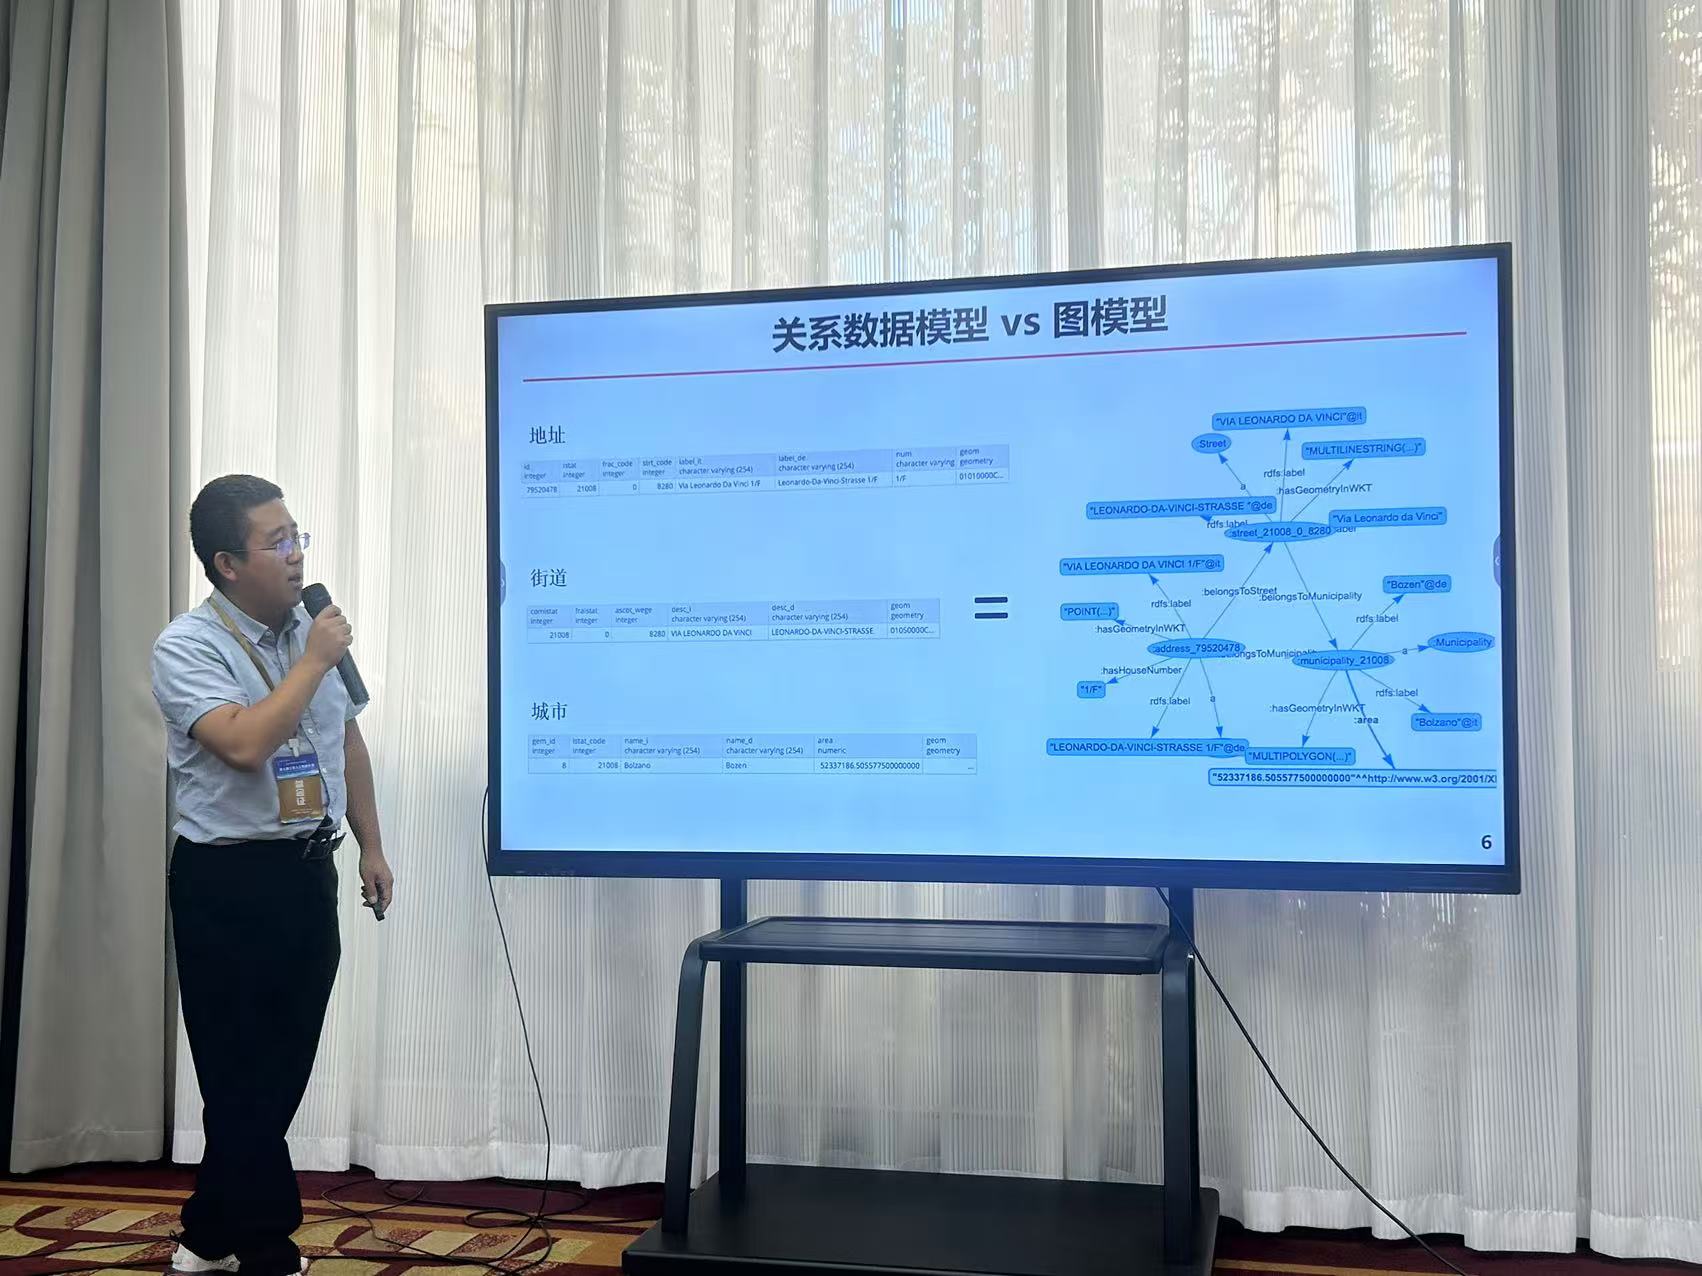 关系数据模型 vs 图模型
地址
id istat frac_code strt_code label_it label_de num geom
integer integer integer integer character varying (254) character varying (254) character varying geometry
79520478 21008 0 8280 Via Leonardo Da Vinci 1/F Leonardo-Da-Vinci-Strasse 1/F 1/F 01010000C...
街道
comistat fraistat ascot_wege desc_i desc_d geom
integer integer integer character varying (254) character varying (254) geometry
21008 0 8280 VIA LEONARDO DA VINCI LEONARDO-DA-VINCI-STRASSE 01050000C...
城市
gem_id istat_code name_i name_d area geom
integer integer character varying (254) character varying (254) numeric geometry
8 21008 Bolzano Bozen 52337186.505577500000000 ...
=
"VIA LEONARDO DA VINCI"@it
:Street
"MULTILINESTRING(...)"
rdfs:label
a
:hasGeometryInWKT
"LEONARDO-DA-VINCI-STRASSE "@de
"Via Leonardo da Vinci"
rdfs:label
:street_21008_0_8280
"VIA LEONARDO DA VINCI 1/F"@it
"Bozen"@de
:belongsToStreet
:belongsToMunicipality
rdfs:label
"POINT(...)"
rdfs:label
:hasGeometryInWKT
:address_79520478
:municipality_21008
a
:Municipality
:hasHouseNumber
"1/F"
rdfs:label
a
:hasGeometryInWKT
rdfs:label
:area
"Bolzano"@it
"LEONARDO-DA-VINCI-STRASSE 1/F"@de
"MULTIPOLYGON(...)"
"52337186.505577500000000"^^http://www.w3.org/2001/X
6